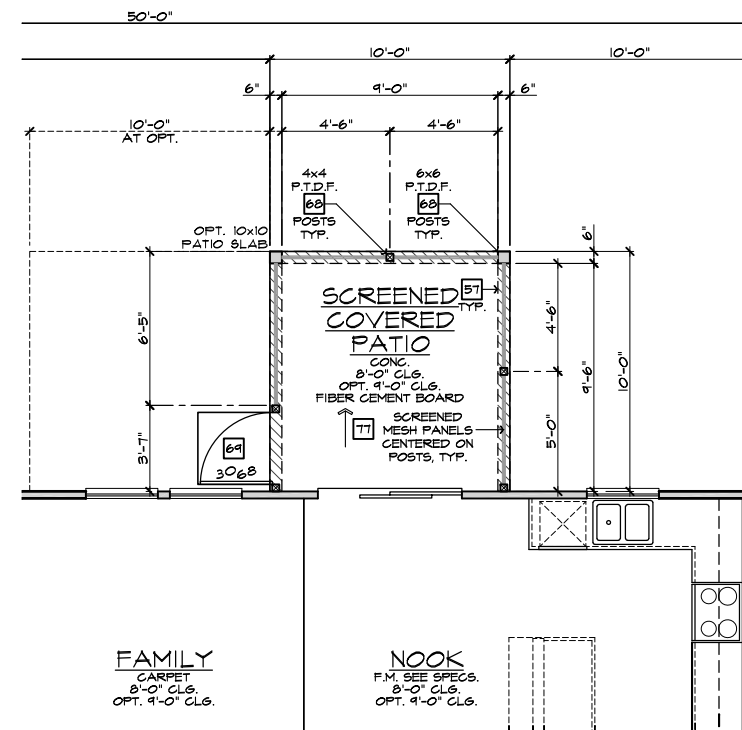 50'-0"
10'-0"
10'-0"
6"
9'-0"
6"
10'-0"
AT OPT.
4'-6"
4'-6"
4x4
P.T.D.F.
68
POSTS
TYP.
6x6
P.T.D.F.
68
POSTS
TYP.
OPT. 10x10
PATIO SLAB
6"
SCREENED
COVERED
PATIO
CONC.
8'-0" CLG.
OPT. 9'-0" CLG.
FIBER CEMENT BOARD
57
TYP.
6'-5"
4'-6"
9'-6"
10'-0"
77
SCREENED
MESH PANELS
CENTERED ON
POSTS, TYP.
5'-0"
3'-7"
69
3068
FAMILY
CARPET
8'-0" CLG.
OPT. 9'-0" CLG.
NOOK
F.M. SEE SPECS.
8'-0" CLG.
OPT. 9'-0" CLG.